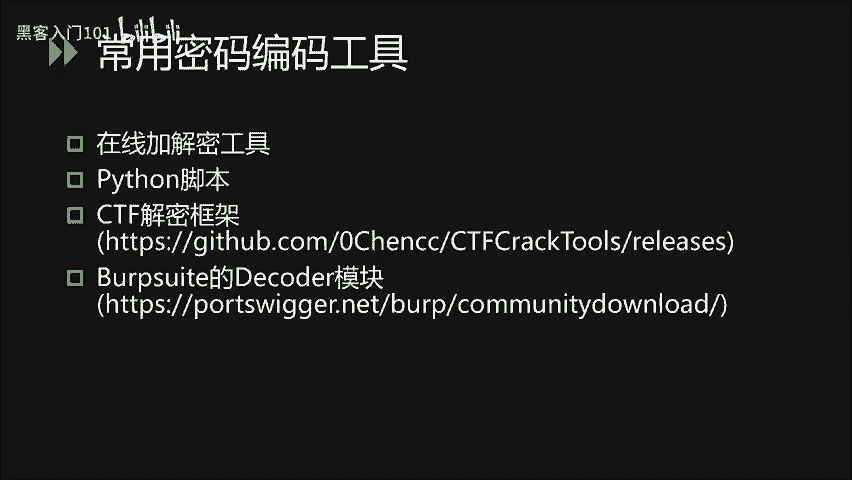 黑客入门101 bilibili
常用密码编码工具
在线加解密工具
Python脚本
CTF解密框架
(https://github.com/0Chencc/CTFCrackTools/releases)
Burpsuite的Decoder模块
(https://portswigger.net/burp/communitydownload/)